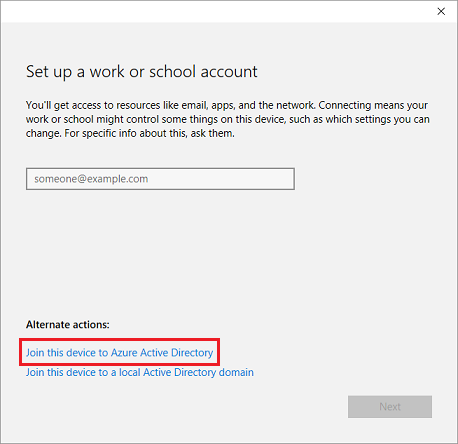 Set up a work or school account
You'll get access to resources like email, apps, and the network. Connecting means your
work or school might control some things on this device, such as which settings you can
change. For specific info about this, ask them.
someone@example.com
Alternate actions:
Join this device to Azure Active Directory
Join this device to a local Active Directory domain
Next